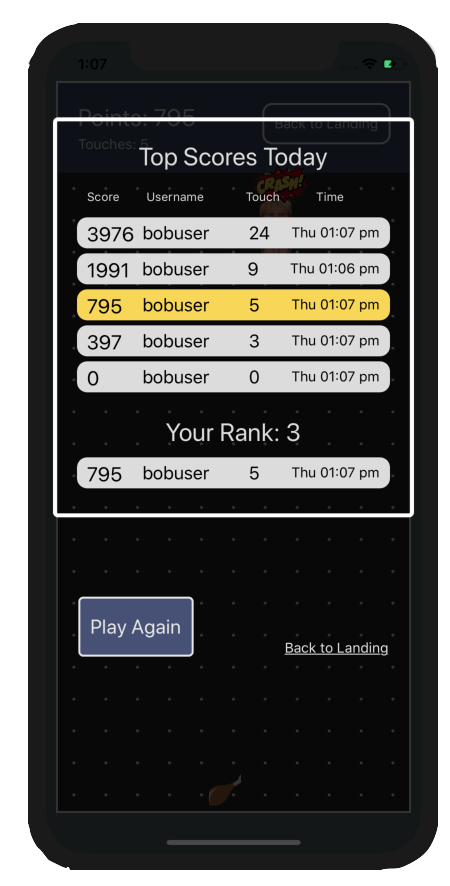 1:07
Points: 795
Back to Landing
Touches: 5
Top Scores Today
CRASH!
Score Username Touch Time
3976 bobuser 24 Thu 01:07 pm
1991 bobuser 9 Thu 01:06 pm
795 bobuser 5 Thu 01:07 pm
397 bobuser 3 Thu 01:07 pm
0 bobuser 0 Thu 01:07 pm
Your Rank: 3
795 bobuser 5 Thu 01:07 pm
Play Again
Back to Landing